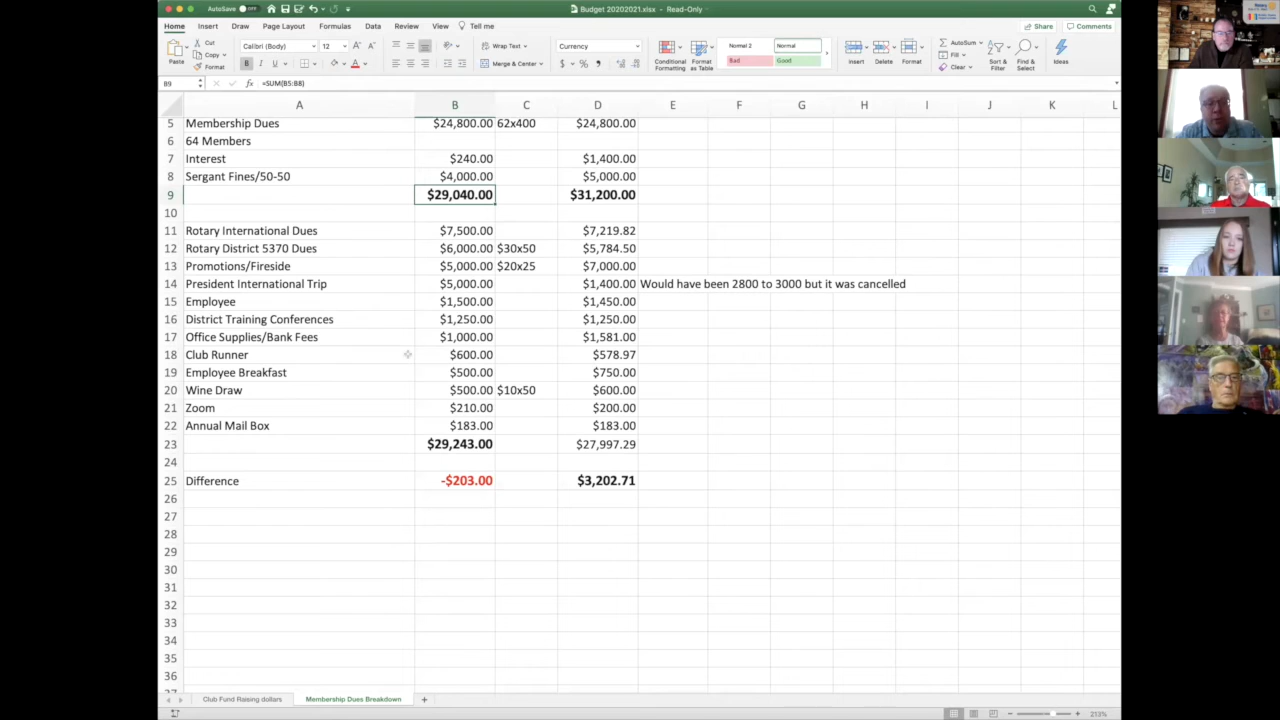 AutoSave OFF
Budget 20202021.xlsx - Read-Only
Home Insert Draw Page Layout Formulas Data Review View Tell me Share Comments
Paste Cut Copy Format
Calibri (Body) 12
Wrap Text
Merge & Center
Currency
Conditional Formatting
Format as Table
Normal 2 Normal
Bad Good
Insert Delete Format
AutoSum
Fill
Clear
Sort & Filter
Find & Select
Ideas
B9 fx =SUM(B5:B8)
A B C D E F G H I J K L
5 Membership Dues $24,800.00 62x400 $24,800.00
6 64 Members
7 Interest $240.00 $1,400.00
8 Sergant Fines/50-50 $4,000.00 $5,000.00
9 $29,040.00 $31,200.00
10
11 Rotary International Dues $7,500.00 $7,219.82
12 Rotary District 5370 Dues $6,000.00 $30x50 $5,784.50
13 Promotions/Fireside $5,000.00 $20x25 $7,000.00
14 President International Trip $5,000.00 $1,400.00 Would have been 2800 to 3000 but it was cancelled
15 Employee $1,500.00 $1,450.00
16 District Training Conferences $1,250.00 $1,250.00
17 Office Supplies/Bank Fees $1,000.00 $1,581.00
18 Club Runner $600.00 $578.97
19 Employee Breakfast $500.00 $750.00
20 Wine Draw $500.00 $10x50 $600.00
21 Zoom $210.00 $200.00
22 Annual Mail Box $183.00 $183.00
23 $29,243.00 $27,997.29
24
25 Difference -$203.00 $3,202.71
26
27
28
29
30
31
32
33
34
35
36
Club Fund Raising dollars Membership Dues Breakdown +
213%